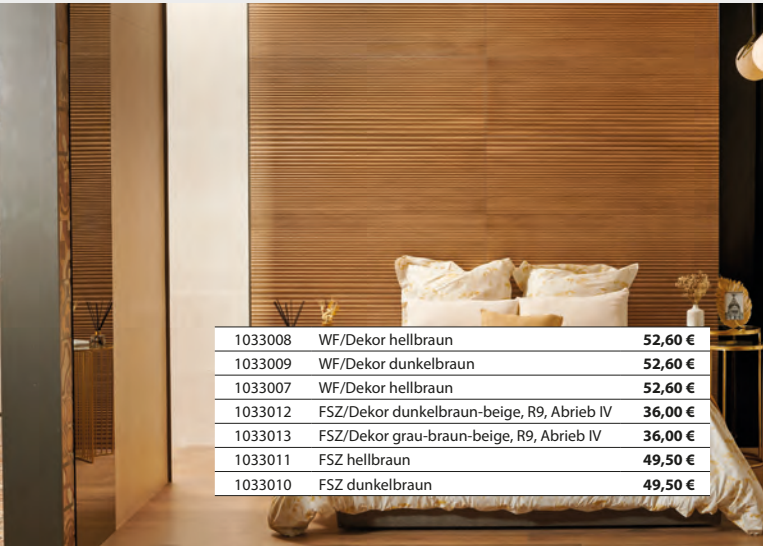 1033008 WF/Dekor hellbraun 52,60 €
1033009 WF/Dekor dunkelbraun 52,60 €
1033007 WF/Dekor hellbraun 52,60 €
1033012 FSZ/Dekor dunkelbraun-beige, R9, Abrieb IV 36,00 €
1033013 FSZ/Dekor grau-braun-beige, R9, Abrieb IV 36,00 €
1033011 FSZ hellbraun 49,50 €
1033010 FSZ dunkelbraun 49,50 €